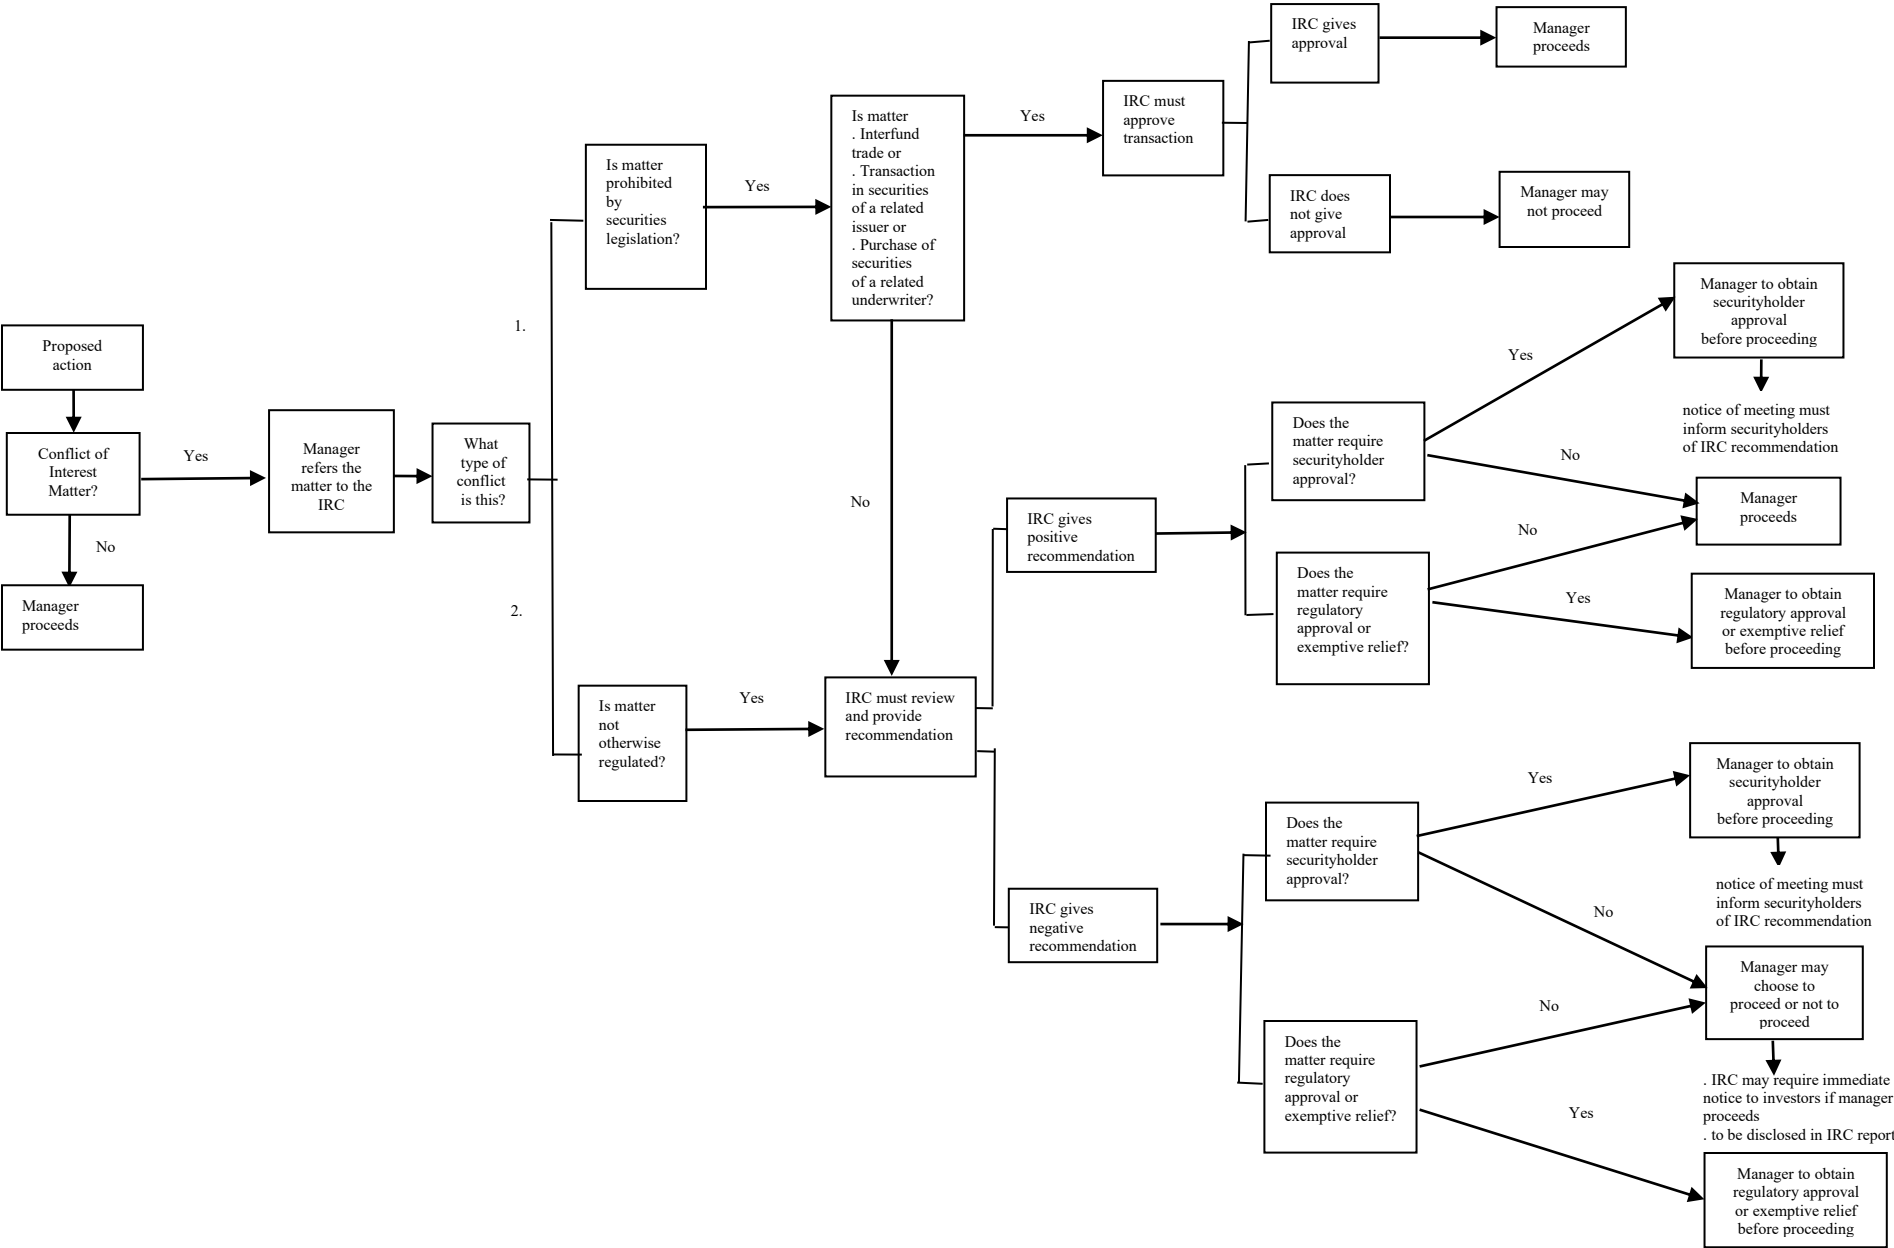 Proposed
action
Conflict of
Interest
Matter?
Yes
No
Manager
proceeds
Manager
refers the
matter to the
IRC
What
type of
conflict
is this?
1.
2.
Is matter
prohibited
by
securities
legislation?
Yes
Is matter
. Interfund
trade or
. Transaction
in securities
of a related
issuer or
. Purchase of
securities
of a related
underwriter?
Yes
No
IRC must
approve
transaction
IRC gives
approval
Manager
proceeds
IRC does
not give
approval
Manager may
not proceed
Is matter
not
otherwise
regulated?
Yes
IRC must review
and provide
recommendation
IRC gives
positive
recommendation
Does the
matter require
securityholder
approval?
Yes
Manager to obtain
securityholder
approval
before proceeding
notice of meeting must
inform securityholders
of IRC recommendation
No
Manager
proceeds
No
Does the
matter require
regulatory
approval or
exemptive relief?
Yes
Manager to obtain
regulatory approval
or exemptive relief
before proceeding
IRC gives
negative
recommendation
Does the
matter require
securityholder
approval?
Yes
Manager to obtain
securityholder
approval
before proceeding
notice of meeting must
inform securityholders
of IRC recommendation
No
Manager may
choose to
proceed or not to
proceed
No
. IRC may require immediate
notice to investors if manager
proceeds
. to be disclosed in IRC report
Does the
matter require
regulatory
approval or
exemptive relief?
Yes
Manager to obtain
regulatory approval
or exemptive relief
before proceeding